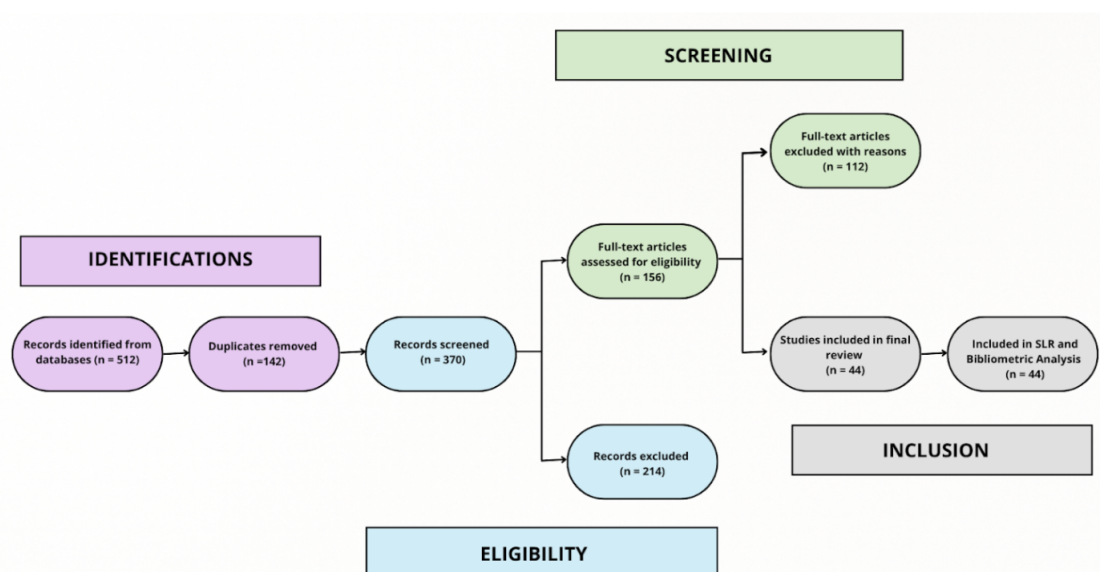 SCREENING
Full-text articles
excluded with reasons
(n = 112)
IDENTIFICATIONS
Full-text articles
assessed for eligibility
(n = 156)
Records identified from
databases (n = 512)
Duplicates removed
(n =142)
Records screened
(n = 370)
Studies included in final
review
(n = 44)
Included in SLR and
Bibliometric Analysis
(n = 44)
Records excluded
(n = 214)
INCLUSION
ELIGIBILITY